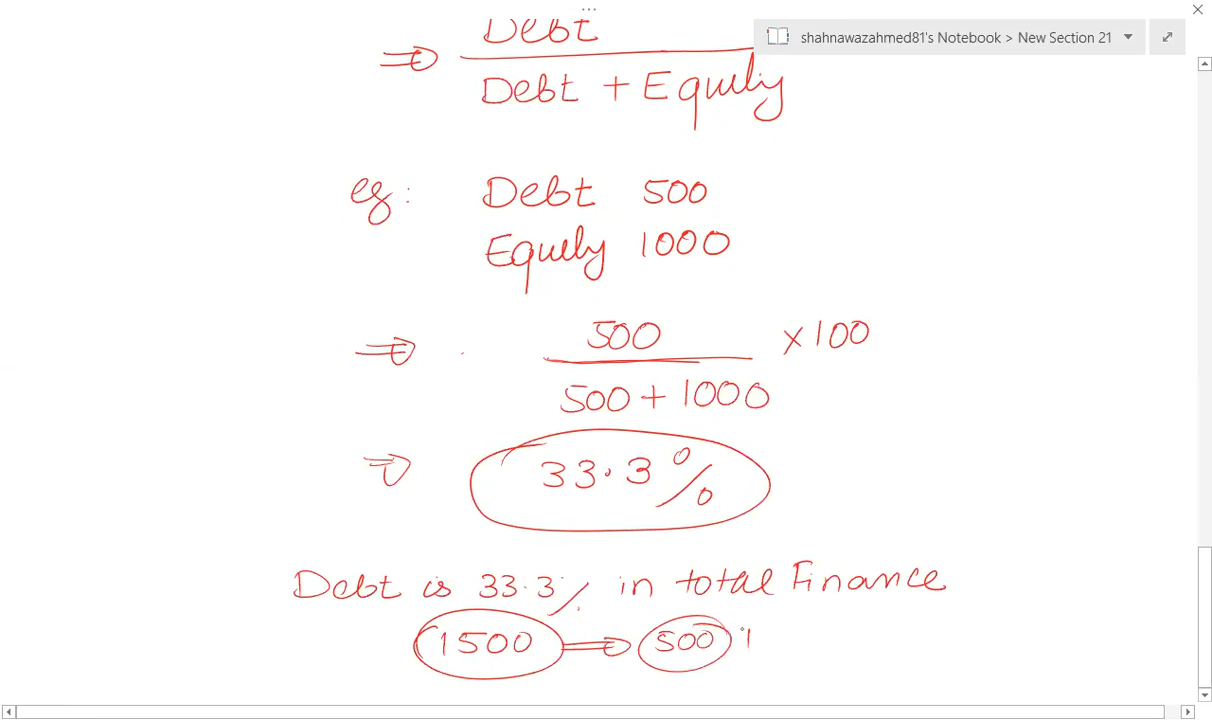 ...
shahnawazahmed81's Notebook > New Section 21
⇒ Debt
Debt + Equity
eg: Debt 500
Equity 1000
⇒ 500 × 100
500 + 1000
⇒ 33.3%
Debt is 33.3% in total Finance
1500 ⇒ 500